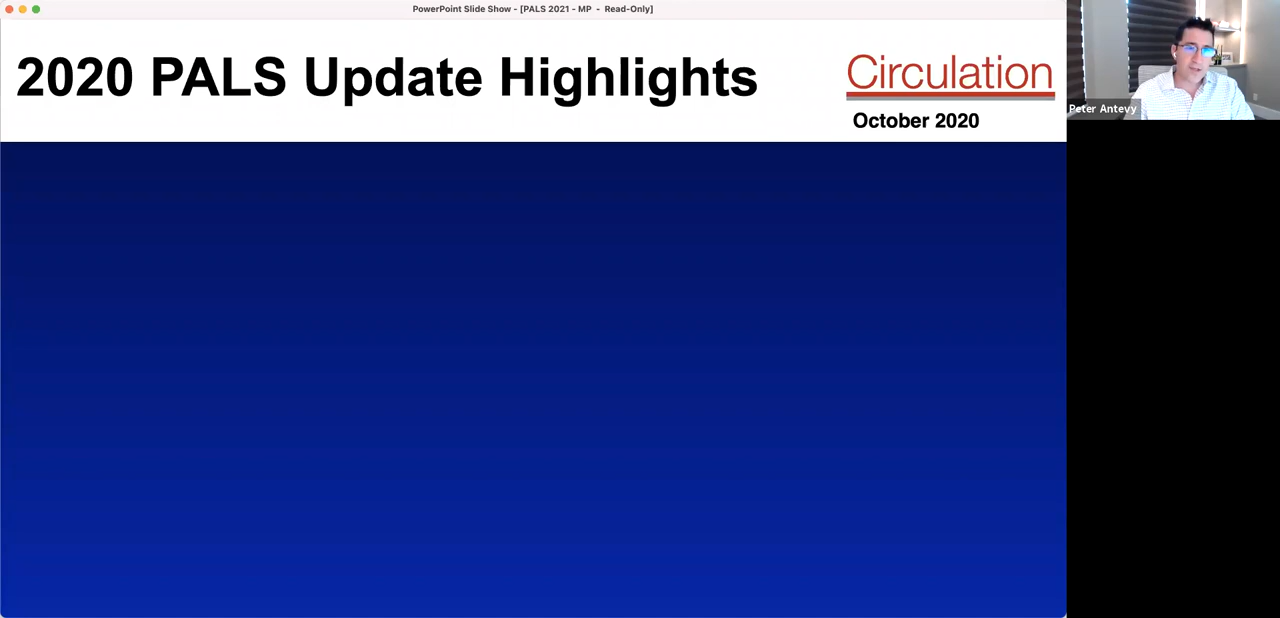 PowerPoint Slide Show - [PALS 2021 - MP - Read-Only]
2020 PALS Update Highlights
Circulation
October 2020
Peter Antevy